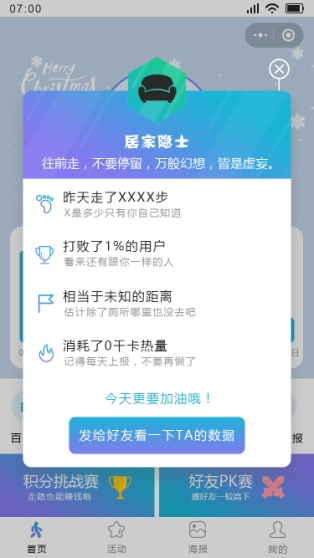 07:00
Merry
Christmas
居家隐士
往前走，不要停留，万般幻想，皆是虚妄。
昨天走了XXXX步
X是多少只有你自己知道
打败了1%的用户
看来还有跟你一样的人
相当于未知的距离
估计除了厕所哪里也没去吧
消耗了0千卡热量
记得每天上报，不要再懒了
今天更要加油哦！
发给好友看一下TA的数据
百
报
日
积分挑战赛
走路也能赚钱啦
好友PK赛
邀好友一较高下
首页
活动
海报
我的